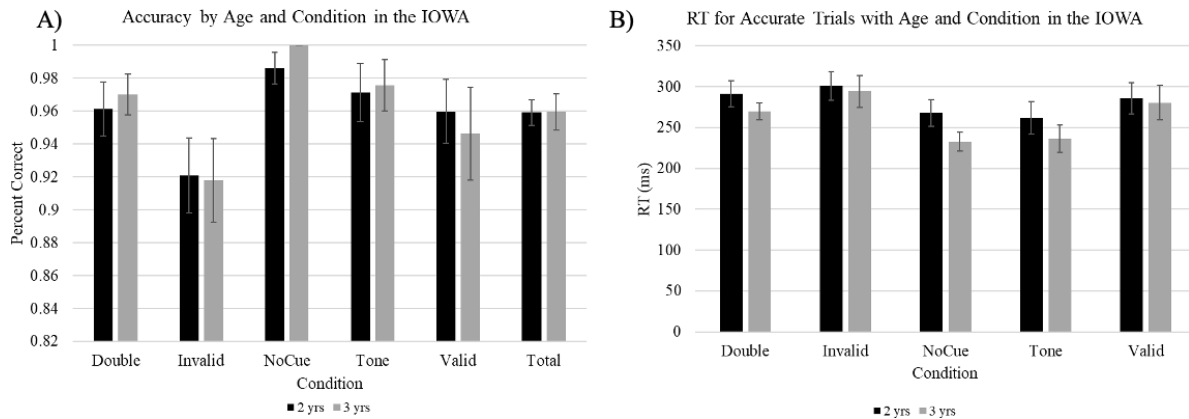 A)
Accuracy by Age and Condition in the IOWA
Percent Correct
1
0.98
0.96
0.94
0.92
0.9
0.88
0.86
0.84
0.82
Double Invalid NoCue Tone Valid Total
Condition
2 yrs 3 yrs
B)
RT for Accurate Trials with Age and Condition in the IOWA
RT (ms)
350
300
250
200
150
100
50
0
Double Invalid NoCue Tone Valid
Condition
2 yrs 3 yrs